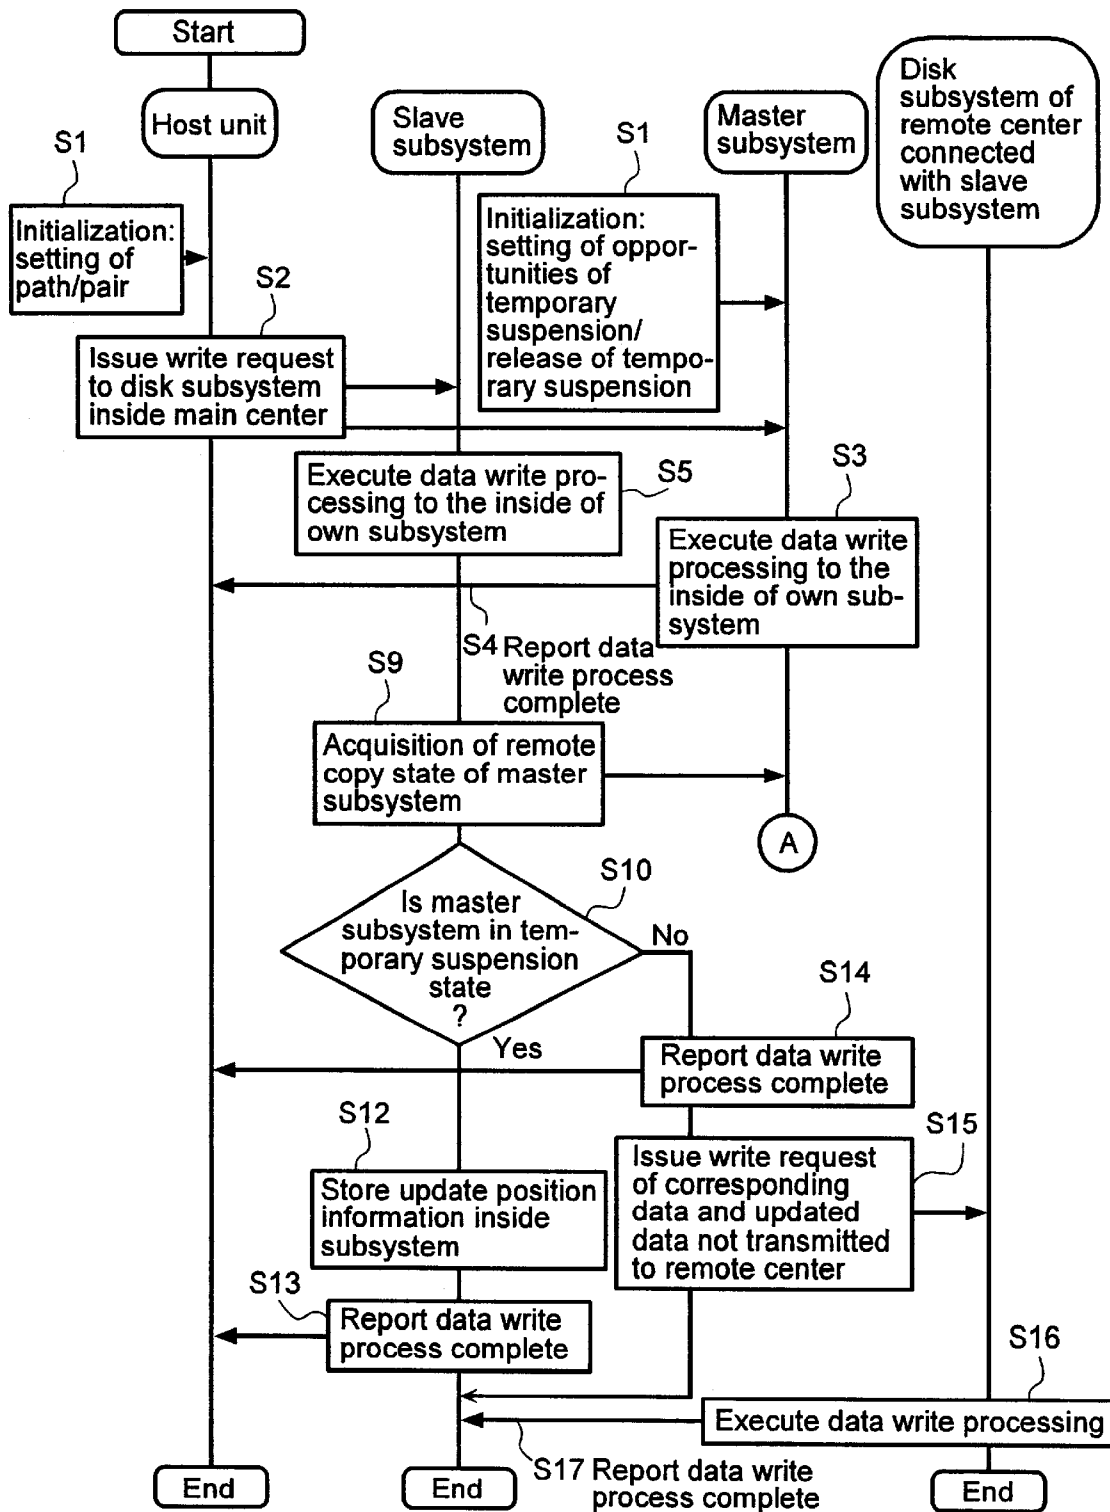 Start
Host unit
Slave
subsystem
Master
subsystem
Disk
subsystem of
remote center
connected
with slave
subsystem
S1
Initialization:
setting of
path/pair
S1
Initialization:
setting of oppor-
tunities of
temporary
suspension/
release of tempo-
rary suspension
S2
Issue write request
to disk subsystem
inside main center
S5
Execute data write pro-
cessing to the inside of
own subsystem
S3
Execute data write
processing to the
inside of own sub-
system
S4 Report data
write process
complete
S9
Acquisition of remote
copy state of master
subsystem
A
S10
Is master
subsystem in tem-
porary suspension
state
?
No
Yes
S14
Report data write
process complete
S12
Store update position
information inside
subsystem
S15
Issue write request
of corresponding
data and updated
data not transmitted
to remote center
S13
Report data write
process complete
S16
Execute data write processing
S17 Report data write
process complete
End
End
End